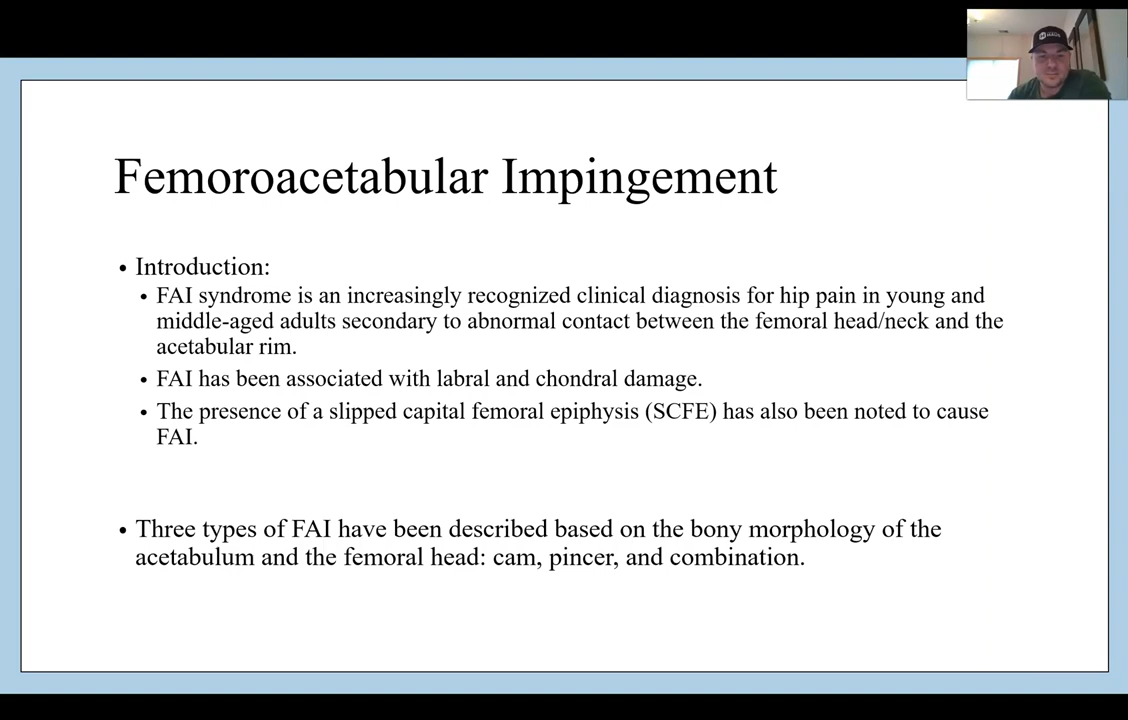 Femoroacetabular Impingement
• Introduction:
• FAI syndrome is an increasingly recognized clinical diagnosis for hip pain in young and
middle-aged adults secondary to abnormal contact between the femoral head/neck and the
acetabular rim.
• FAI has been associated with labral and chondral damage.
• The presence of a slipped capital femoral epiphysis (SCFE) has also been noted to cause
FAI.
• Three types of FAI have been described based on the bony morphology of the
acetabulum and the femoral head: cam, pincer, and combination.